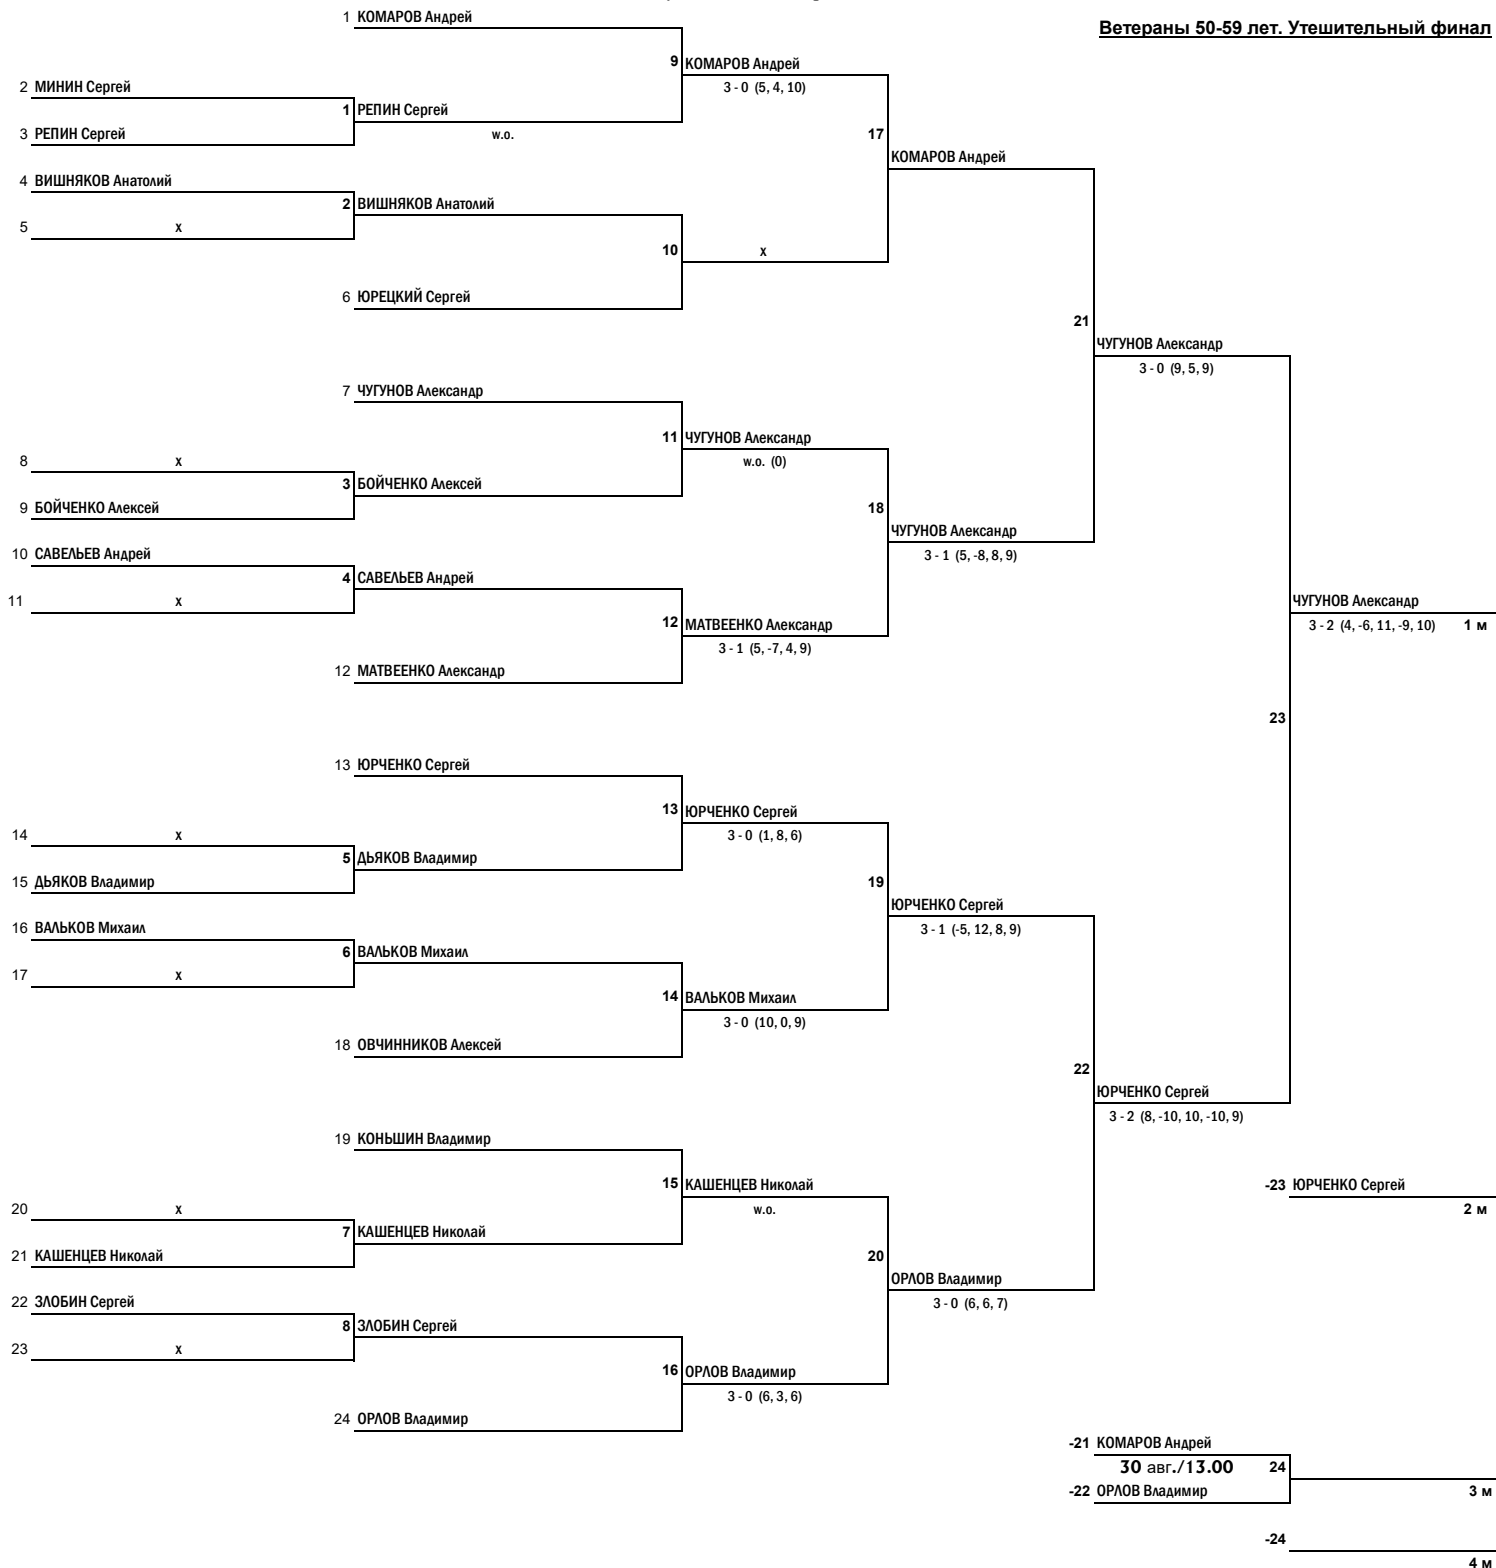 1 КОМАРОВ Андрей
Ветераны 50-59 лет. Утешительный финал
9 КОМАРОВ Андрей
2 МИНИН Сергей
3 - 0 (5, 4, 10)
1 РЕПИН Сергей
3 РЕПИН Сергей
w.o.
17
КОМАРОВ Андрей
4 ВИШНЯКОВ Анатолий
2 ВИШНЯКОВ Анатолий
5 х
10 х
6 ЮРЕЦКИЙ Сергей
21
ЧУГУНОВ Александр
3 - 0 (9, 5, 9)
7 ЧУГУНОВ Александр
11 ЧУГУНОВ Александр
8 х
w.o. (0)
3 БОЙЧЕНКО Алексей
9 БОЙЧЕНКО Алексей
18
ЧУГУНОВ Александр
10 САВЕЛЬЕВ Андрей
3 - 1 (5, -8, 8, 9)
4 САВЕЛЬЕВ Андрей
11 х
ЧУГУНОВ Александр
12 МАТВЕЕНКО Александр
3 - 2 (4, -6, 11, -9, 10) 1 м
3 - 1 (5, -7, 4, 9)
12 МАТВЕЕНКО Александр
23
13 ЮРЧЕНКО Сергей
13 ЮРЧЕНКО Сергей
14 х
3 - 0 (1, 8, 6)
5 ДЬЯКОВ Владимир
15 ДЬЯКОВ Владимир
19
ЮРЧЕНКО Сергей
16 ВАЛЬКОВ Михаил
3 - 1 (-5, 12, 8, 9)
6 ВАЛЬКОВ Михаил
17 х
14 ВАЛЬКОВ Михаил
3 - 0 (10, 0, 9)
18 ОВЧИННИКОВ Алексей
22
ЮРЧЕНКО Сергей
3 - 2 (8, -10, 10, -10, 9)
19 КОНЬШИН Владимир
15 КАШЕНЦЕВ Николай
-23 ЮРЧЕНКО Сергей
20 х
w.o.
2 м
7 КАШЕНЦЕВ Николай
21 КАШЕНЦЕВ Николай
20
ОРЛОВ Владимир
22 ЗЛОБИН Сергей
3 - 0 (6, 6, 7)
8 ЗЛОБИН Сергей
23 х
16 ОРЛОВ Владимир
3 - 0 (6, 3, 6)
24 ОРЛОВ Владимир
-21 КОМАРОВ Андрей
30 авг./13.00 24
-22 ОРЛОВ Владимир
3 м
-24
4 м